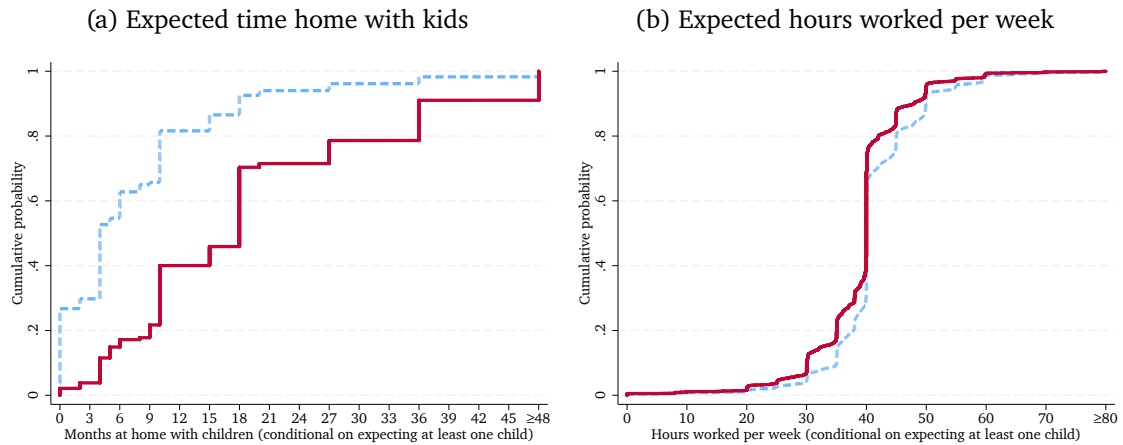 (a) Expected time home with kids
Cumulative probability
1
.8
.6
.4
.2
0
0 3 6 9 12 15 18 21 24 27 30 33 36 39 42 45 ≥48
Months at home with children (conditional on expecting at least one child)
(b) Expected hours worked per week
Cumulative probability
1
.8
.6
.4
.2
0
0 10 20 30 40 50 60 70 ≥80
Hours worked per week (conditional on expecting at least one child)